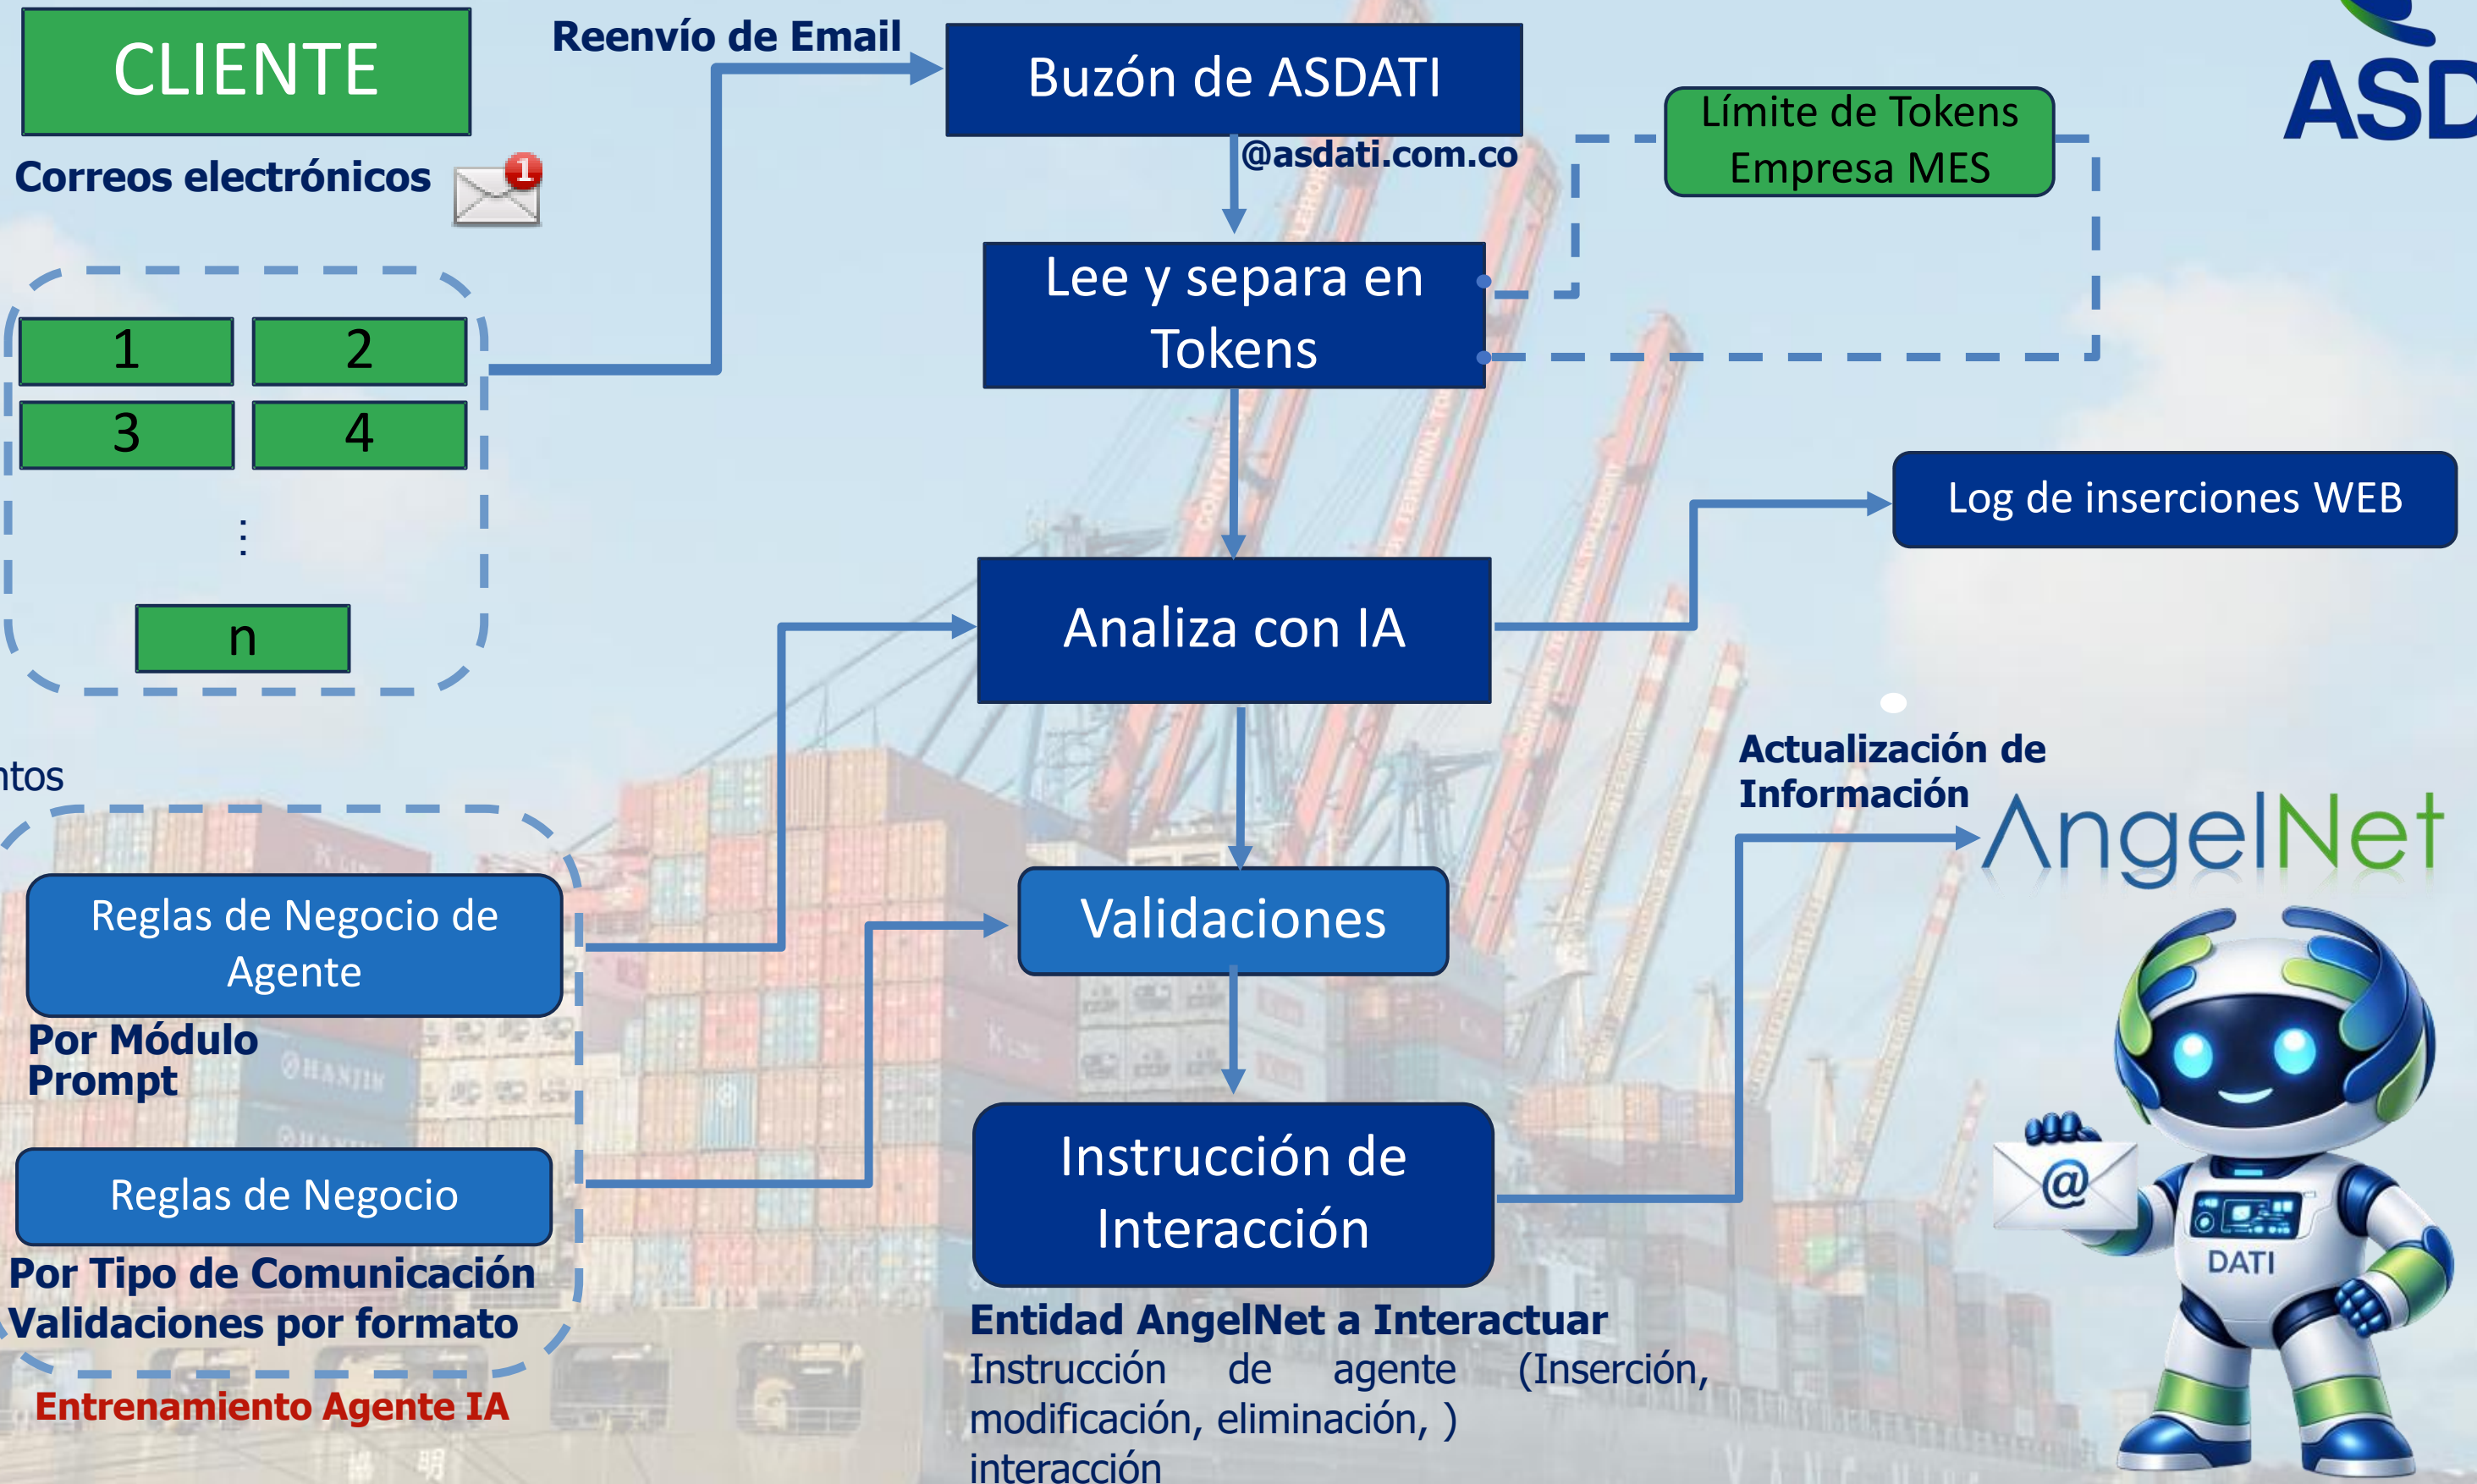 CLIENTE
Correos electrónicos
1
1
2
3
4
⋮
n
Reenvío de Email
Buzón de ASDATI
@asdati.com.co
Límite de Tokens
Empresa MES
ASD
Lee y separa en
Tokens
Analiza con IA
Log de inserciones WEB
ntos
Reglas de Negocio de
Agente
Por Módulo
Prompt
Reglas de Negocio
Por Tipo de Comunicación
Validaciones por formato
Entrenamiento Agente IA
Validaciones
Instrucción de
Interacción
Entidad AngelNet a Interactuar
Instrucción de agente (Inserción,
modificación, eliminación, )
interacción
Actualización de
Información
AngelNet
@
DATI
HANJIN